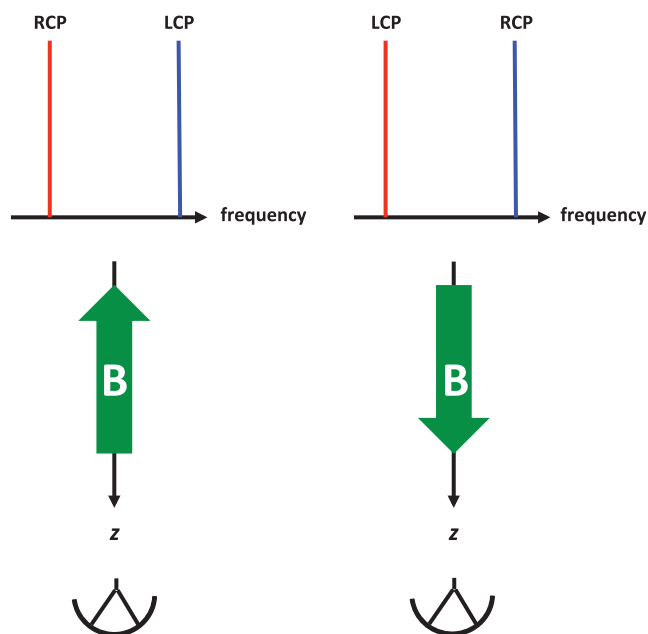 RCP LCP
frequency
B
z
LCP RCP
frequency
B
z